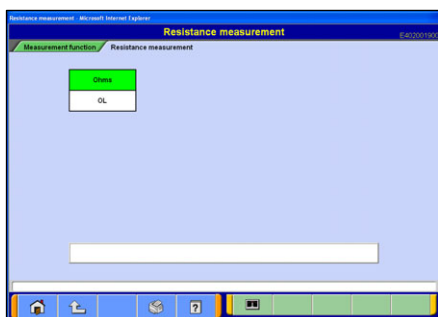 Resistance measurement - Microsoft Internet Explorer
Resistance measurement
E402001900
Measurement function
Resistance measurement
Ohms
OL
?